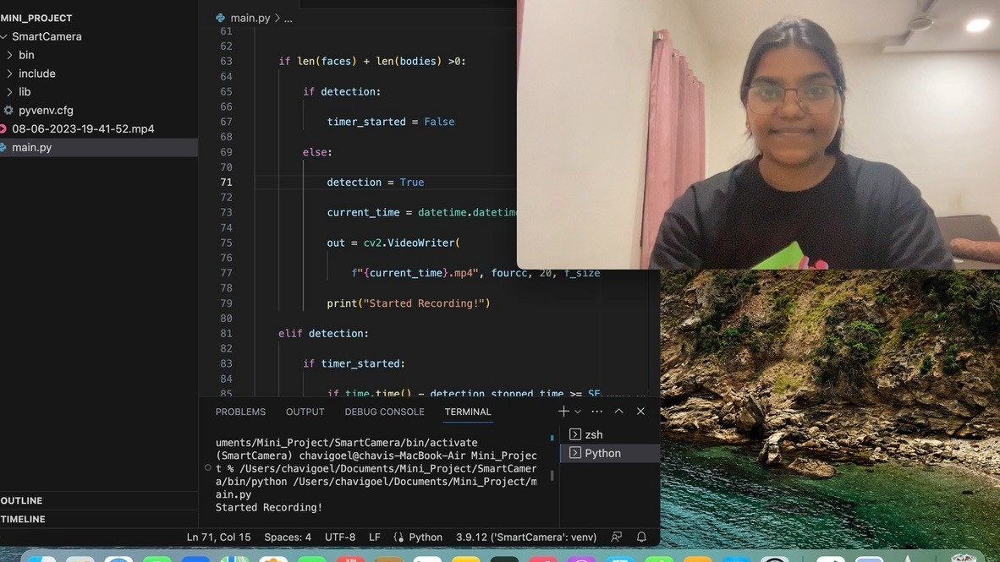 MINI_PROJECT
SmartCamera
bin
include
lib
pyvenv.cfg
08-06-2023-19-41-52.mp4
main.py
OUTLINE
TIMELINE
main.py > ...
61
62
63 if len(faces) + len(bodies) >0:
64
65 if detection:
66
67 timer_started = False
68
69 else:
70
71 detection = True
72
73 current_time = datetime.datetime
74
75 out = cv2.VideoWriter(
76
77 f"{current_time}.mp4", fourcc, 20, f_size
78
79 print("Started Recording!")
80
81 elif detection:
82
83 if timer_started:
84
85 if time.time() - detection_stopped_time >=
PROBLEMS OUTPUT DEBUG CONSOLE TERMINAL
uments/Mini_Project/SmartCamera/bin/activate
(SmartCamera) chavigoel@chavis-MacBook-Air Mini_Projec
t % /Users/chavigoel/Documents/Mini_Project/SmartCamer
a/bin/python /Users/chavigoel/Documents/Mini_Project/m
ain.py
Started Recording!
zsh
Python
Ln 71, Col 15 Spaces: 4 UTF-8 LF Python 3.9.12 ('SmartCamera': venv)